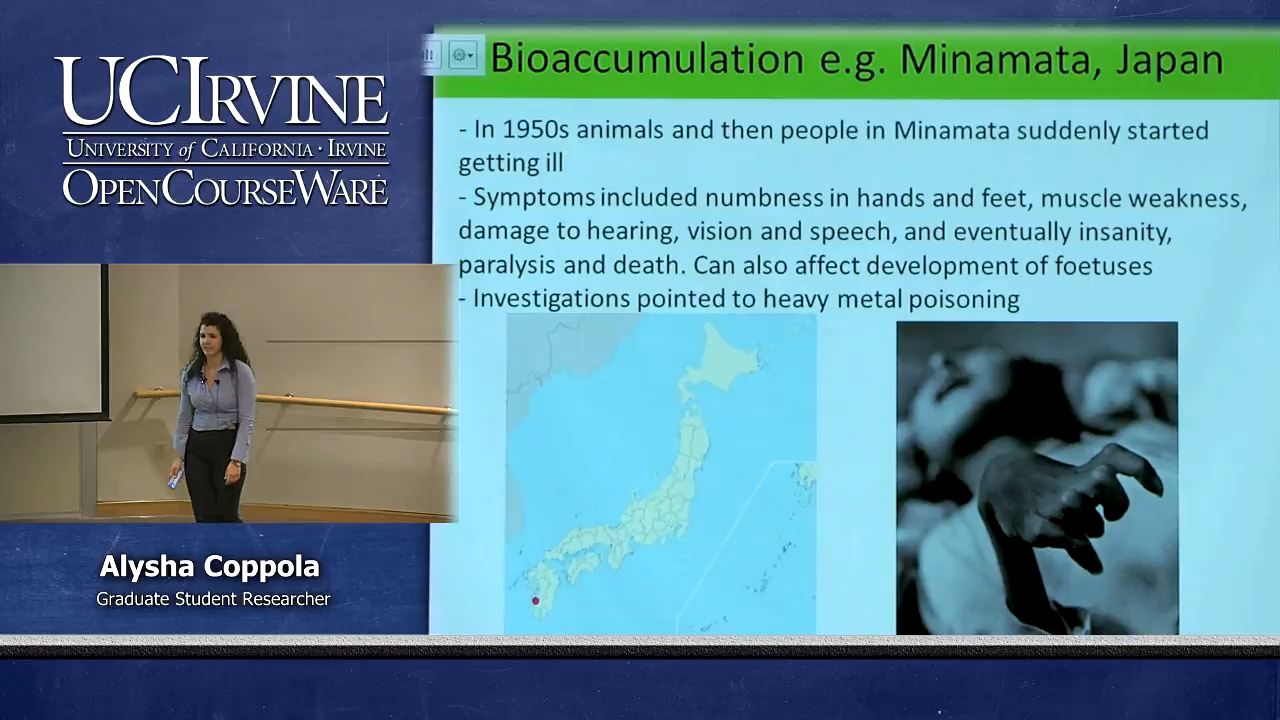 UCIRVINE
UNIVERSITY of CALIFORNIA · IRVINE
OPENCOURSEWARE
Bioaccumulation e.g. Minamata, Japan
- In 1950s animals and then people in Minamata suddenly started
getting ill
- Symptoms included numbness in hands and feet, muscle weakness,
damage to hearing, vision and speech, and eventually insanity,
paralysis and death. Can also affect development of foetuses
- Investigations pointed to heavy metal poisoning
Alysha Coppola
Graduate Student Researcher